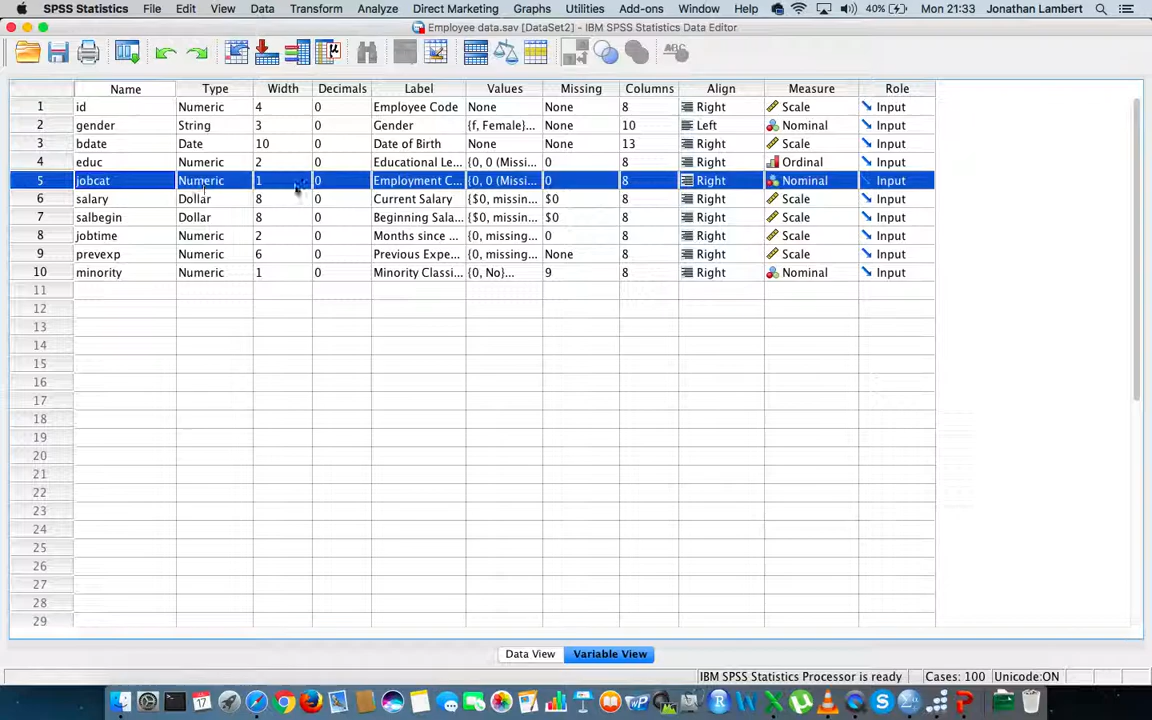 SPSS Statistics File Edit View Data Transform Analyze Direct Marketing Graphs Utilities Add-ons Window Help 40% Mon 21:33 Jonathan Lambert
Employee data.sav [DataSet2] - IBM SPSS Statistics Data Editor
Name Type Width Decimals Label Values Missing Columns Align Measure Role
1 id Numeric 4 0 Employee Code None None 8 Right Scale Input
2 gender String 3 0 Gender {f, Female}... None 10 Left Nominal Input
3 bdate Date 10 0 Date of Birth None None 13 Right Scale Input
4 educ Numeric 2 0 Educational Le... {0, 0 (Missi... 0 8 Right Ordinal Input
5 jobcat Numeric 1 0 Employment C... {0, 0 (Missi... 0 8 Right Nominal Input
6 salary Dollar 8 0 Current Salary {$0, missin... $0 8 Right Scale Input
7 salbegin Dollar 8 0 Beginning Sala... {$0, missin... $0 8 Right Scale Input
8 jobtime Numeric 2 0 Months since ... {0, missing... 0 8 Right Scale Input
9 prevexp Numeric 6 0 Previous Expe... {0, missing... None 8 Right Scale Input
10 minority Numeric 1 0 Minority Classi... {0, No}... 9 8 Right Nominal Input
11
12
13
14
15
16
17
18
19
20
21
22
23
24
25
26
27
28
29
Data View Variable View
IBM SPSS Statistics Processor is ready Cases: 100 Unicode:ON